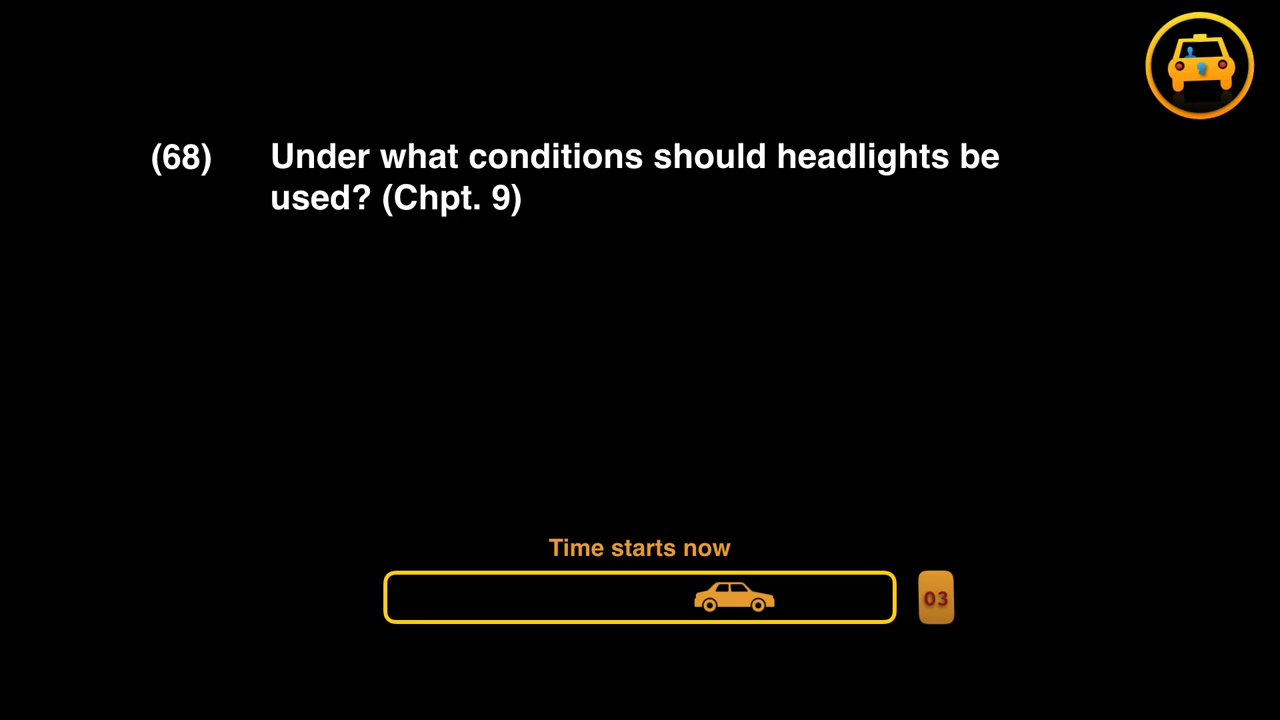 (68) Under what conditions should headlights be
used? (Chpt. 9)
Time starts now
03